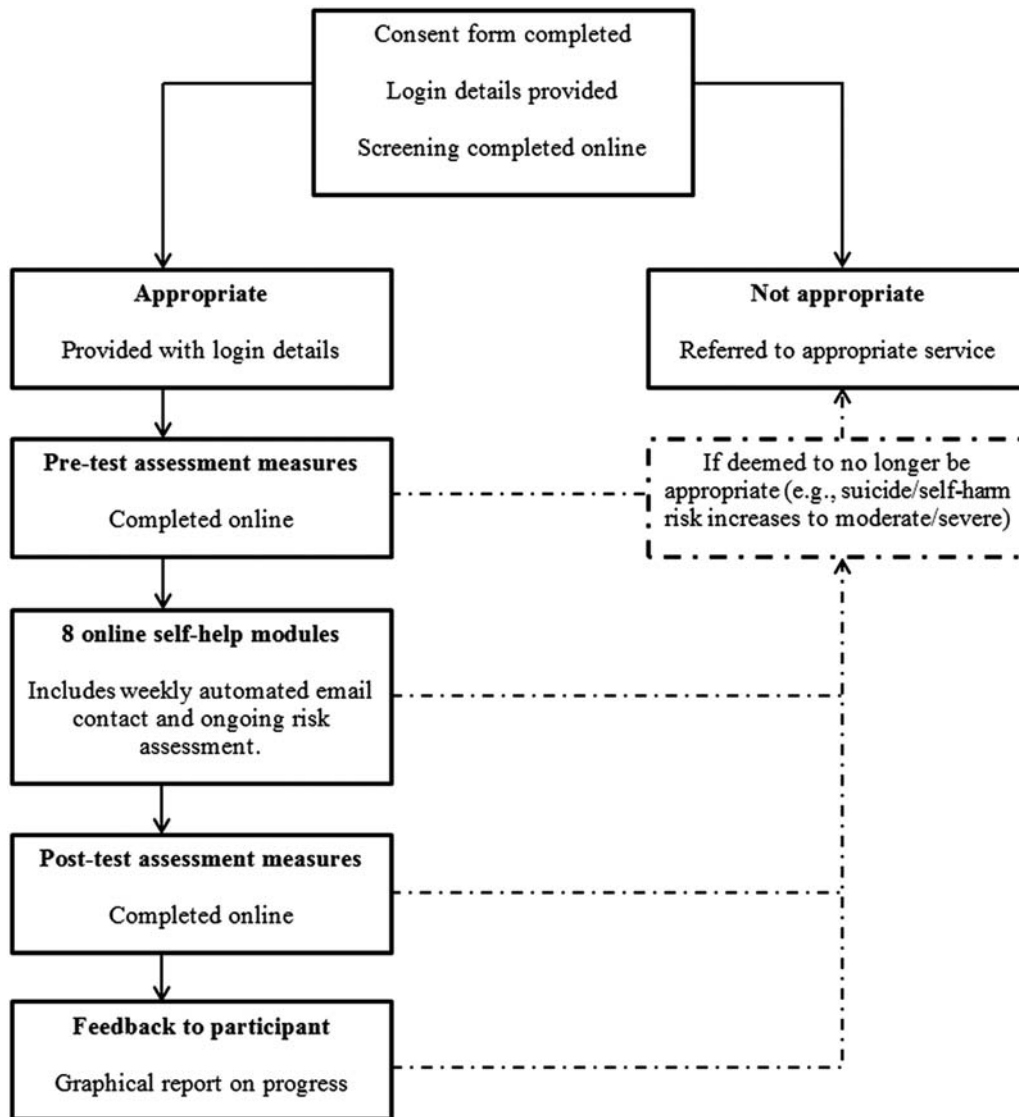 Consent form completed
Login details provided
Screening completed online
Appropriate
Provided with login details
Not appropriate
Referred to appropriate service
Pre-test assessment measures
Completed online
If deemed to no longer be
appropriate (e.g., suicide/self-harm
risk increases to moderate/severe)
8 online self-help modules
Includes weekly automated email
contact and ongoing risk
assessment.
Post-test assessment measures
Completed online
Feedback to participant
Graphical report on progress